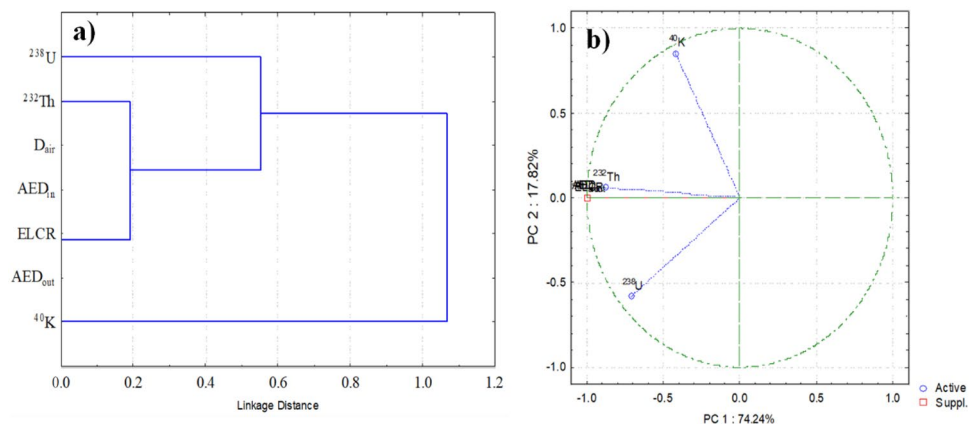 a)
²³⁸U
²³²Th
Dair
AEDin
ELCR
AEDout
⁴⁰K
0.0 0.2 0.4 0.6 0.8 1.0 1.2
Linkage Distance
b)
1.0
0.5
0.0
-0.5
-1.0
PC 2 : 17.82%
⁴⁰K
²³²Th
²³⁸U
-1.0 -0.5 0.0 0.5 1.0
PC 1 : 74.24%
Active
Suppl.